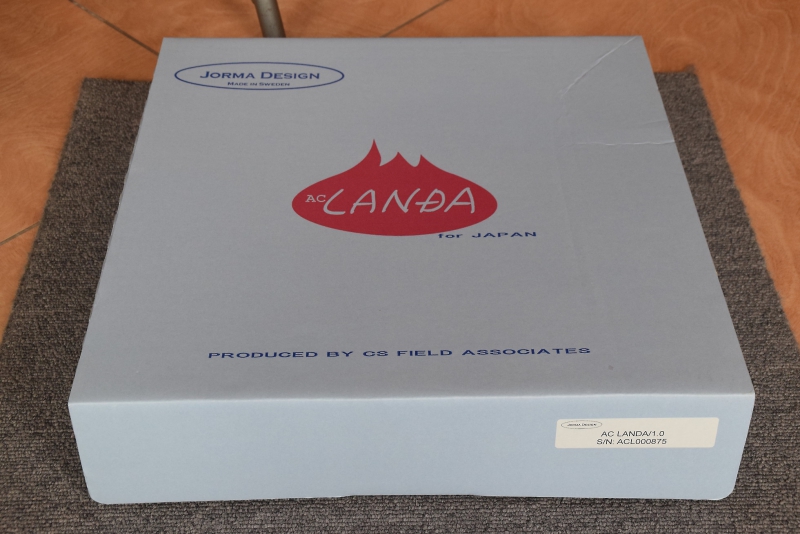 JORMA DESIGN
MADE IN SWEDEN
AC LANĐA
for JAPAN
PRODUCED BY CS FIELD ASSOCIATES
JORMA DESIGN
AC LANDA/1.0
S/N: ACL000875